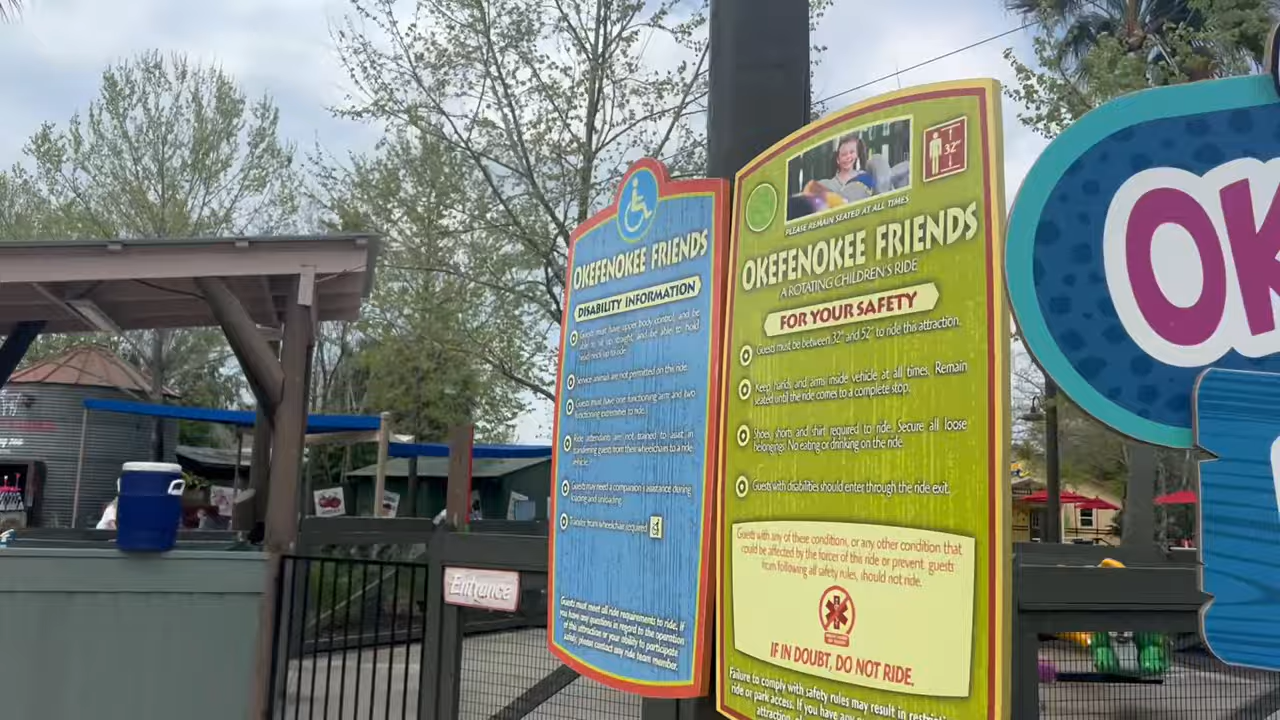 OKEFENOKEE FRIENDS
DISABILITY INFORMATION
Guests must have upper body control, and be
able to sit up straight, and be able to hold
head up to ride.
Service animals are not permitted on the ride.
Guests must have one functioning arm and two
functioning extremities to ride.
Ride attendants are not trained to assist in
transferring guests from their wheelchairs to a ride
vehicle.
Guests may need a companion's assistance during
loading and unloading.
Transfer from wheelchair required
Guests must meet all ride requirements to ride. If
you have any questions in regard to the operation
of this attraction or your ability to participate
safely, please contact any ride team member.
32"
PLEASE REMAIN SEATED AT ALL TIMES
OKEFENOKEE FRIENDS
A ROTATING CHILDREN'S RIDE
FOR YOUR SAFETY
Guests must be between 32" and 52" to ride this attraction.
Keep hands and arms inside vehicle at all times. Remain
seated until the ride comes to a complete stop.
Shoes, shorts and shirt required to ride. Secure all loose
belongings. No eating or drinking on the ride.
Guests with disabilities should enter through the ride exit.
Guests with any of these conditions, or any other condition that
could be affected by the forces of this ride or prevent guests
from following all safety rules, should not ride.
IF IN DOUBT, DO NOT RIDE.
Failure to comply with safety rules may result in
ride or park access. If you have any
Entrance
OK